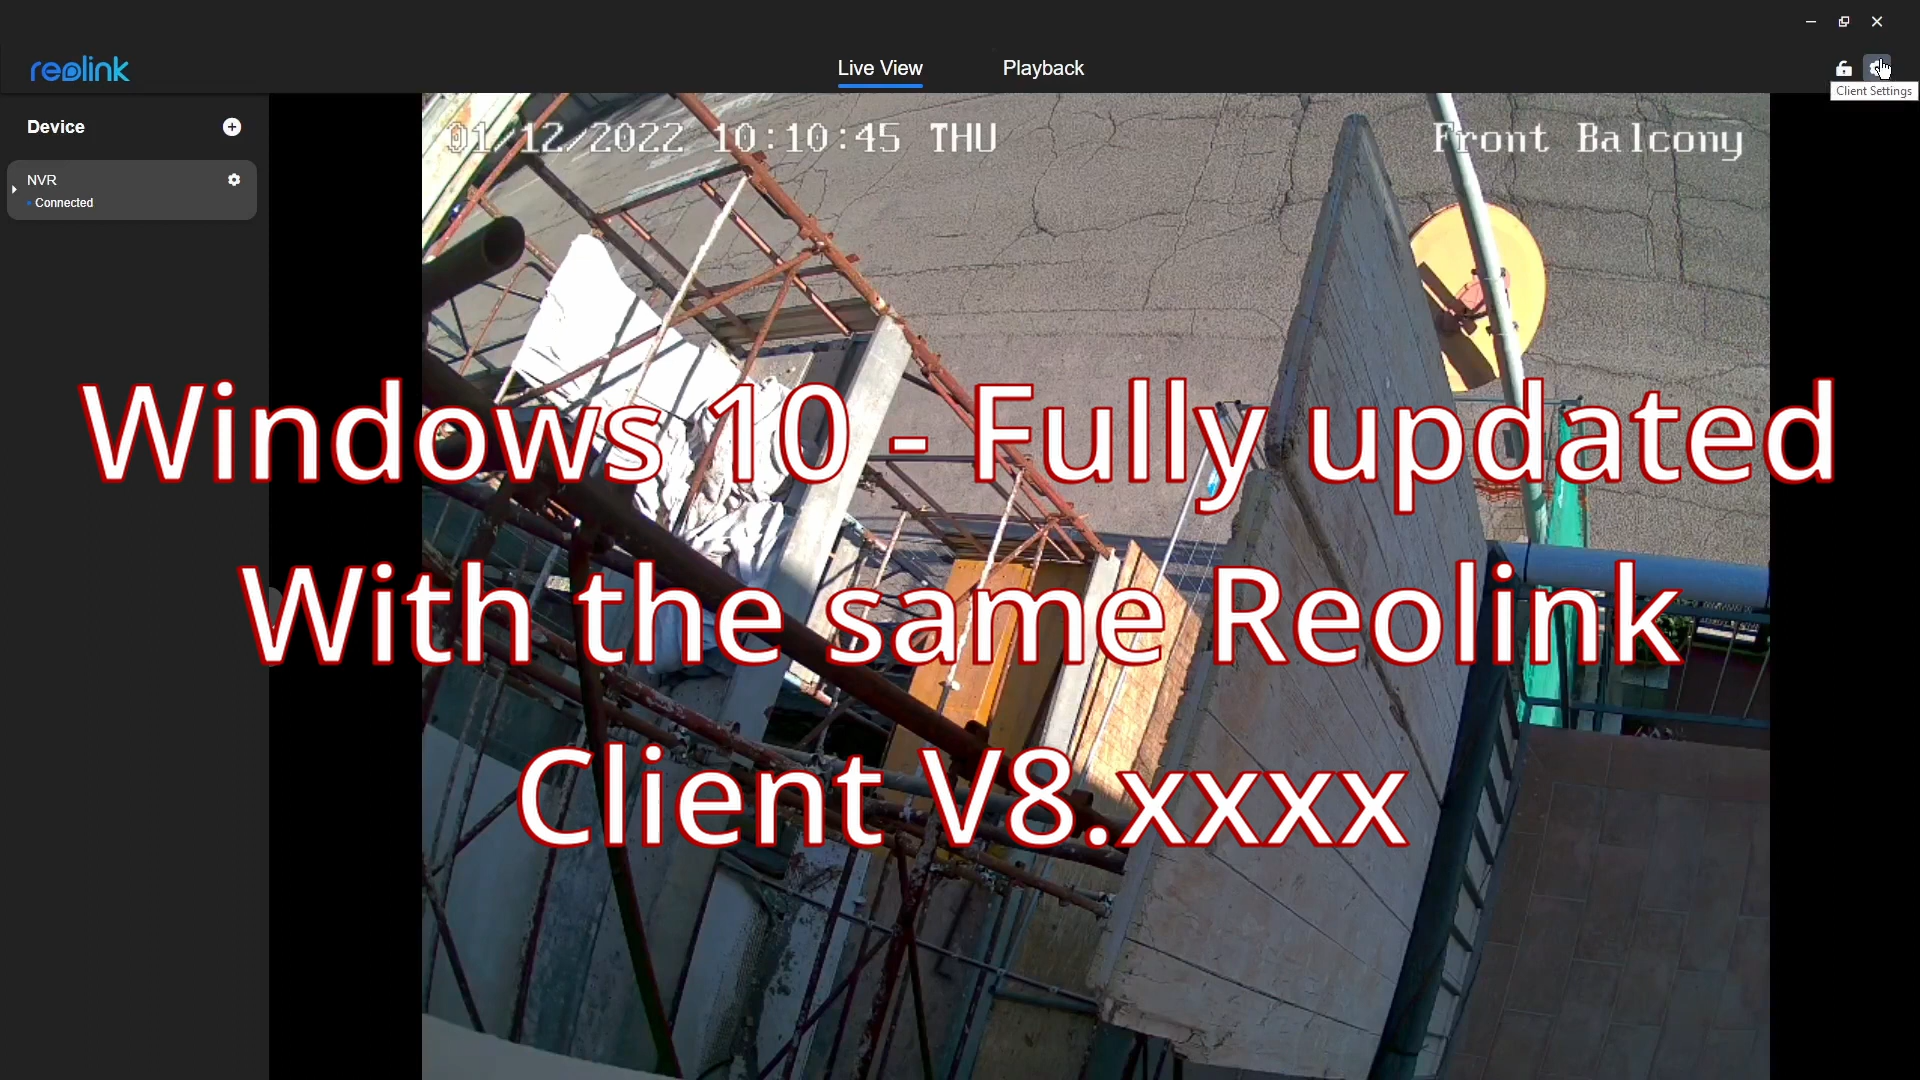 reolink
Live View
Playback
Client Settings
Device
NVR
Connected
01/12/2022 10:10:45 THU
Front Balcony
Windows 10 - Fully updated
With the same Reolink
Client V8.xxxx